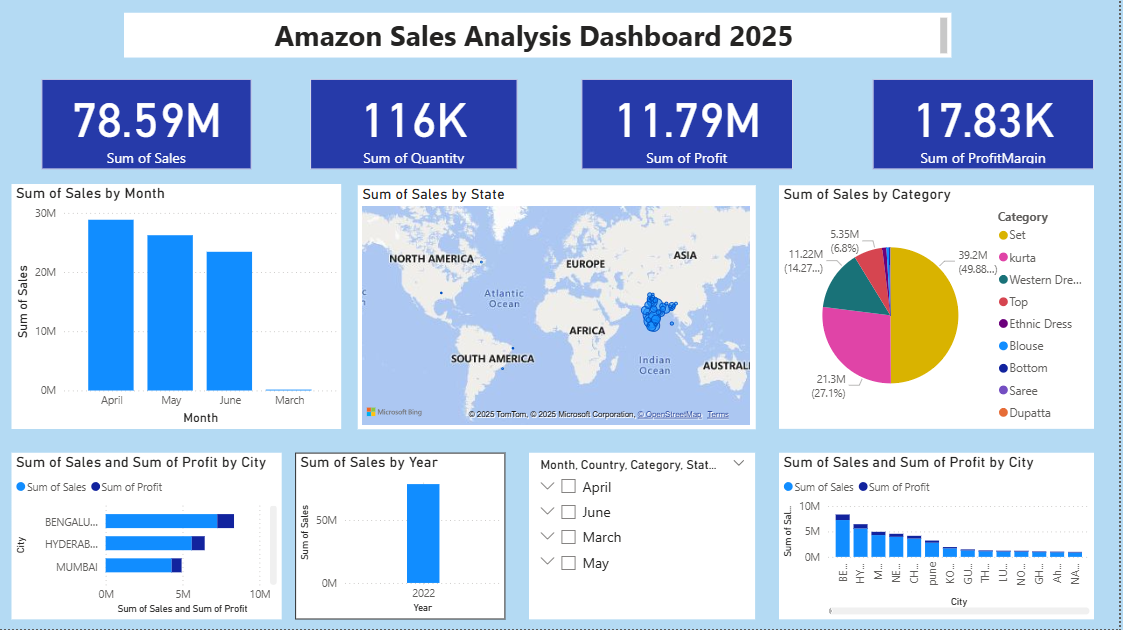 Amazon Sales Analysis Dashboard 2025
78.59M
Sum of Sales
116K
Sum of Quantity
11.79M
Sum of Profit
17.83K
Sum of ProfitMargin
Sum of Sales by Month
30M
20M
10M
0M
Sum of Sales
April May June March
Month
Sum of Sales by State
NORTH AMERICA
EUROPE
ASIA
Atlantic
Ocean
AFRICA
SOUTH AMERICA
Indian
Ocean
AUSTRALI
Microsoft Bing
© 2025 TomTom, © 2025 Microsoft Corporation, © OpenStreetMap Terms
Sum of Sales by Category
5.35M
(6.8%)
11.22M
(14.27...)
39.2M
(49.88...)
21.3M
(27.1%)
Category
Set
kurta
Western Dre...
Top
Ethnic Dress
Blouse
Bottom
Saree
Dupatta
Sum of Sales and Sum of Profit by City
Sum of Sales Sum of Profit
City
BENGALU...
HYDERAB...
MUMBAI
0M 5M 10M
Sum of Sales and Sum of Profit
Sum of Sales by Year
Sum of Sales
50M
0M
2022
Year
Month, Country, Category, Stat...
April
June
March
May
Sum of Sales and Sum of Profit by City
Sum of Sales Sum of Profit
Sum of Sal...
10M
5M
0M
BE... HY... M... NE... CH... pune KO... GU... TH... LU... NO... GH... Ah... NA...
City